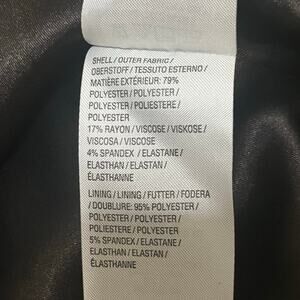 SHELL / OUTER FABRIC /
OBERSTOFF / TESSUTO ESTERNO /
MATIÈRE EXTÉRIEUR: 79%
POLYESTER / POLYESTER /
POLYESTER / POLIESTERE /
POLYESTER
17% RAYON / VISCOSE / VISKOSE /
VISCOSA / VISCOSE
4% SPANDEX / ELASTANE /
ELASTHAN / ELASTAN /
ÉLASTHANNE
LINING / LINING / FUTTER / FODERA
/ DOUBLURE: 95% POLYESTER /
POLYESTER / POLYESTER /
POLIESTERE / POLYESTER
5% SPANDEX / ELASTANE /
ELASTHAN / ELASTAN /
ÉLASTHANNE